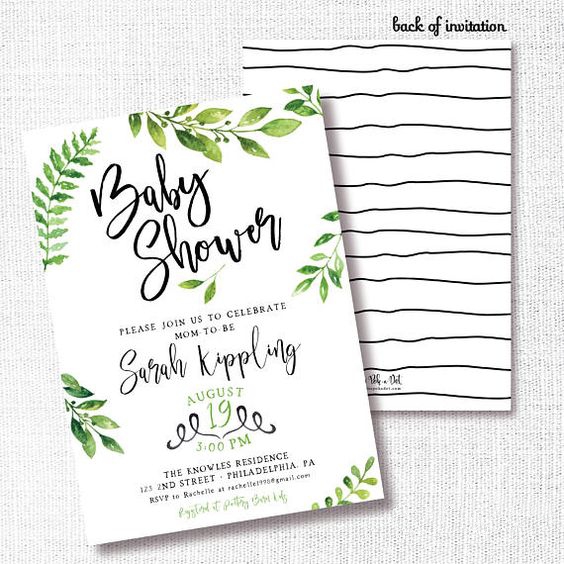 back of invitation
Baby
Shower
PLEASE JOIN US TO CELEBRATE
MOM-TO-BE
Sarah Kippling
AUGUST
19
3:00 PM
THE KNOWLES RESIDENCE
123 2ND STREET - PHILADELPHIA, PA
RSVP to Rachelle at rachelle1998@gmail.com
Registered at Pottery Barn Kids